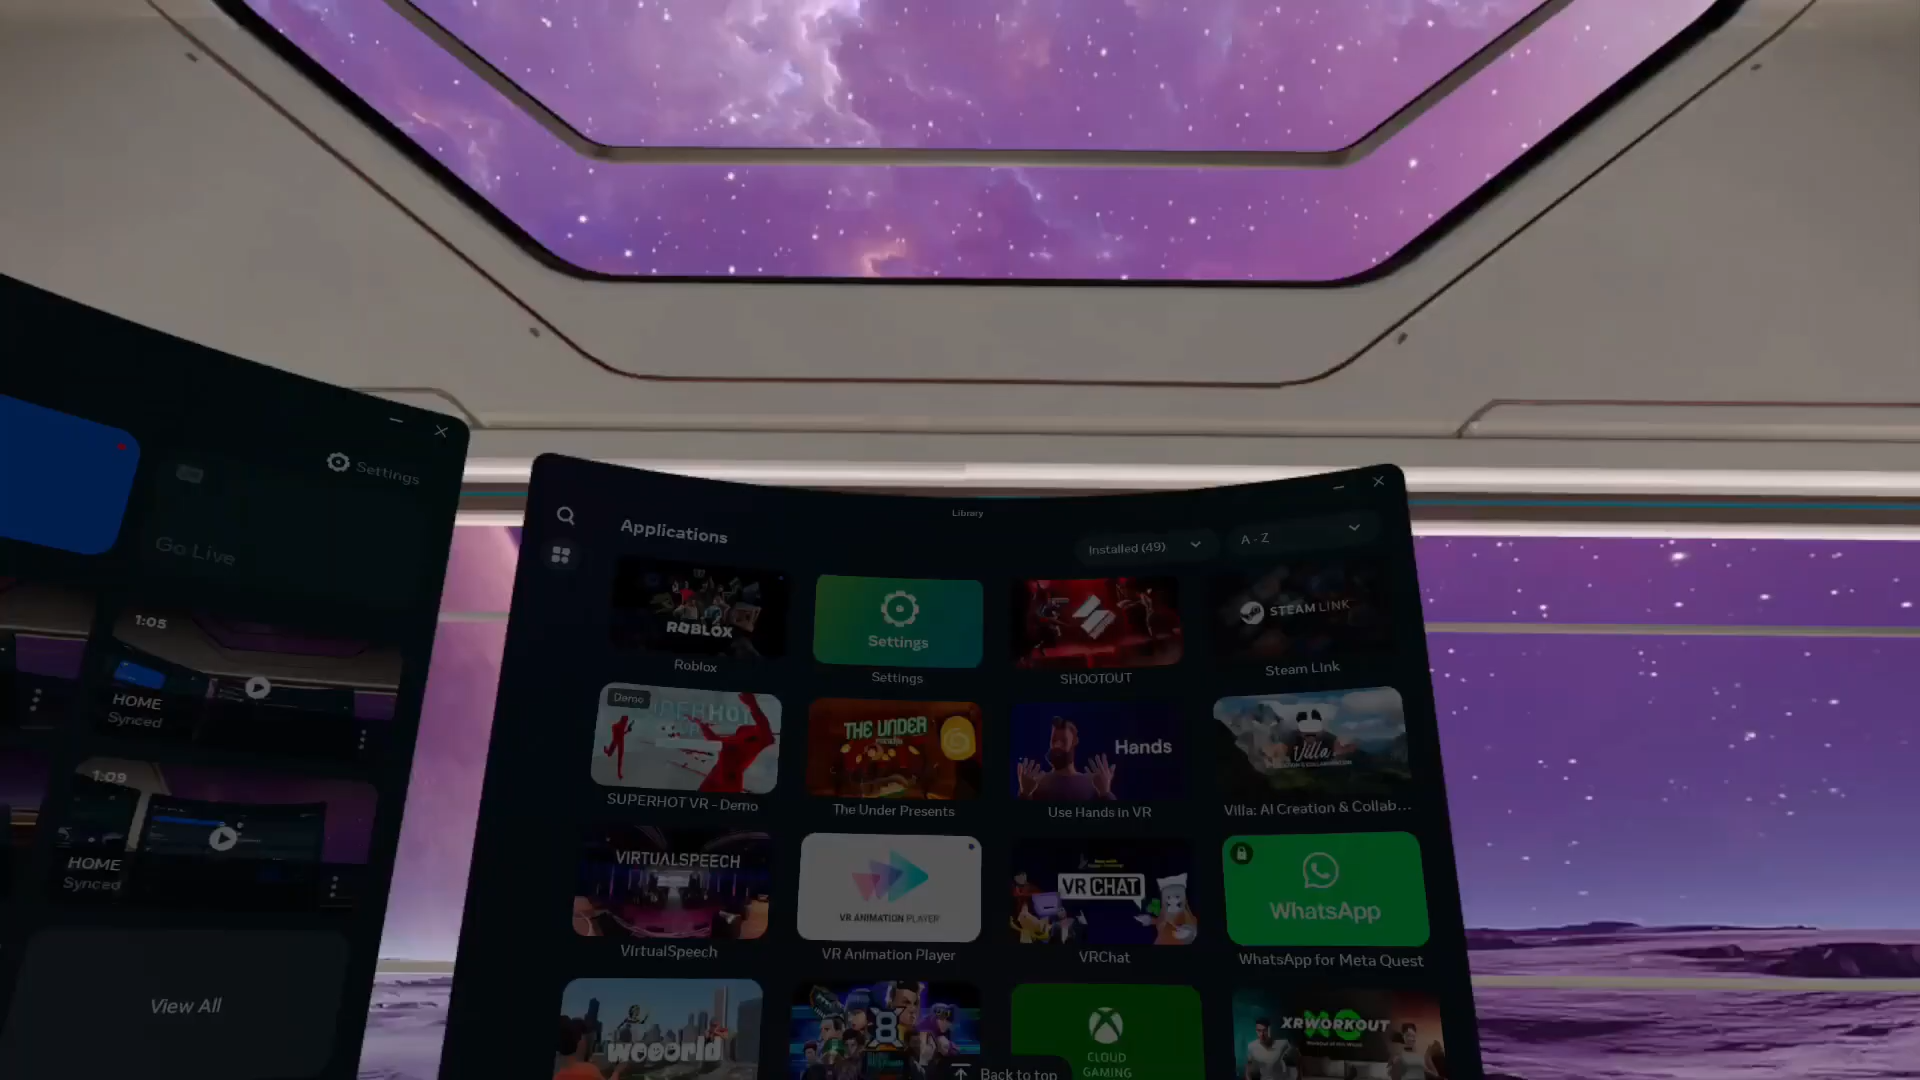 Settings
Go Live
1:05
HOME
Synced
1:09
HOME
Synced
View All
Library
Applications
Installed (49)
A - Z
ROBLOX
Roblox
Settings
Settings
SHOOTOUT
STEAM LINK
Steam Link
Demo
SUPERHOT VR - Demo
THE UNDER
The Under Presents
Hands
Use Hands in VR
Villa
Villa: AI Creation & Collab...
VIRTUALSPEECH
VirtualSpeech
VR ANIMATION PLAYER
VR Animation Player
VR CHAT
VRChat
WhatsApp
WhatsApp for Meta Quest
wooorld
8
CLOUD
GAMING
XRWORKOUT
Back to top